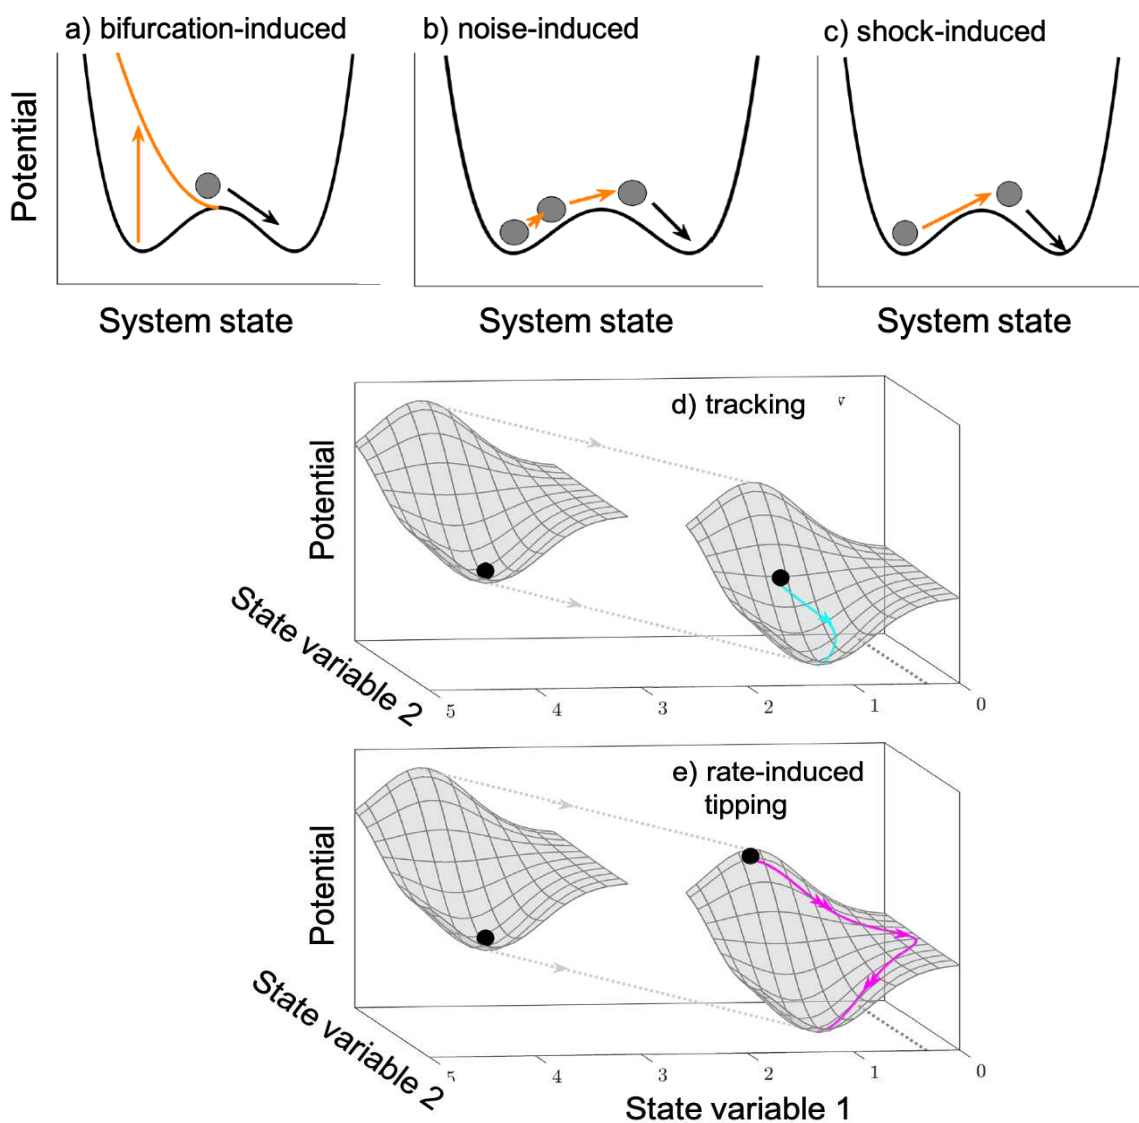 a) bifurcation-induced
b) noise-induced
c) shock-induced
Potential
System state
System state
System state
d) tracking
v
Potential
State variable 2
5
4
3
2
1
0
e) rate-induced
tipping
Potential
State variable 2
5
4
3
2
1
0
State variable 1